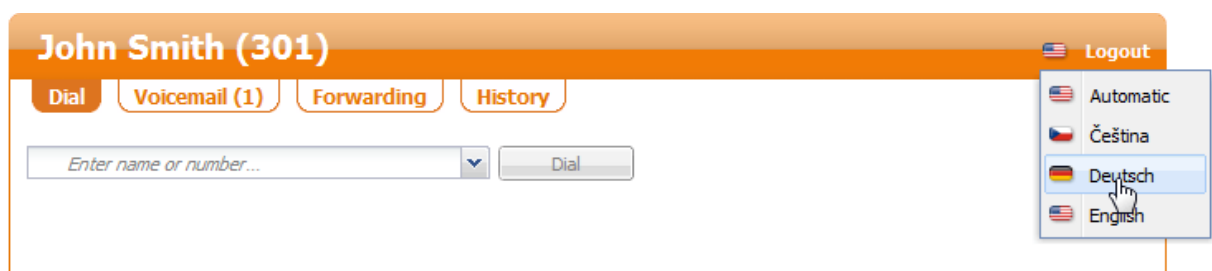 John Smith (301)
Logout
Dial Voicemail (1) Forwarding History
Enter name or number... Dial
Automatic
Čeština
Deutsch
English